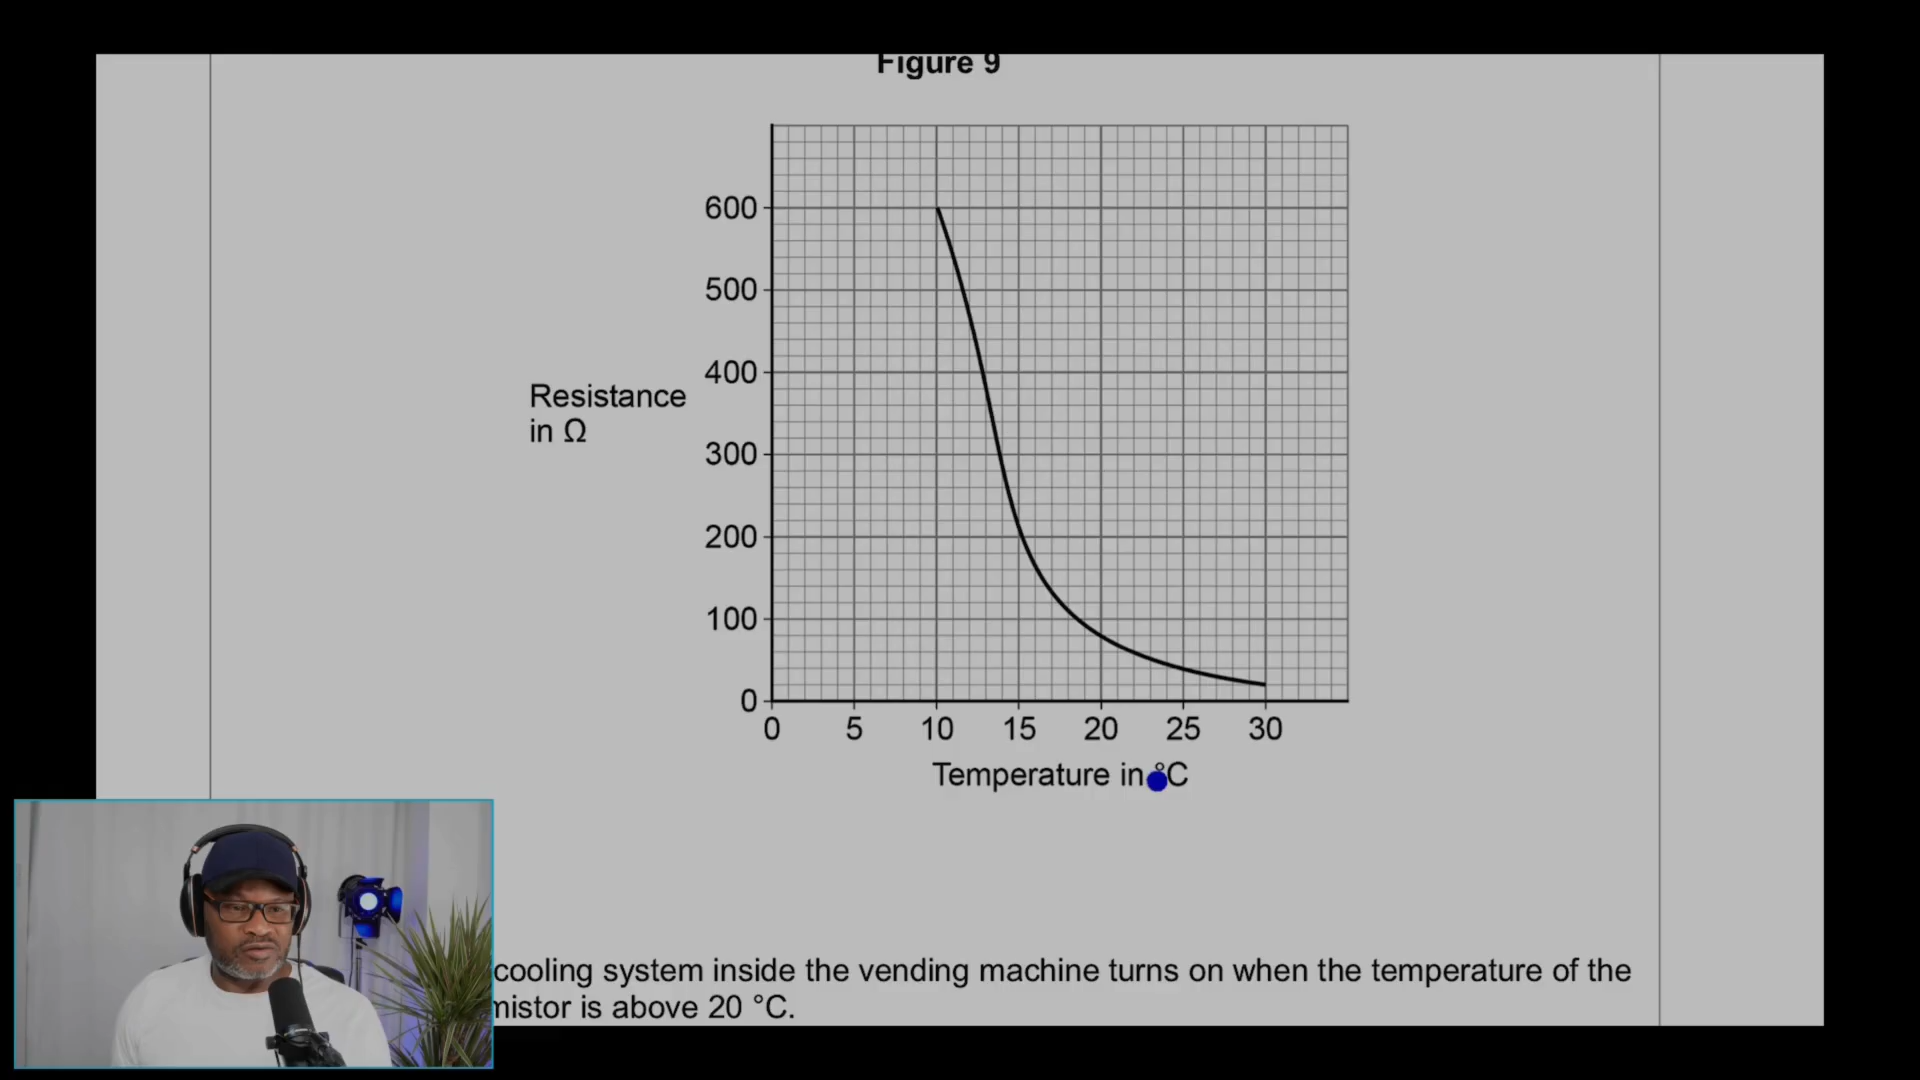 Figure 9
600
500
400
Resistance
in Ω
300
200
100
0
0 5 10 15 20 25 30
Temperature in °C
cooling system inside the vending machine turns on when the temperature of the
is above 20 °C.